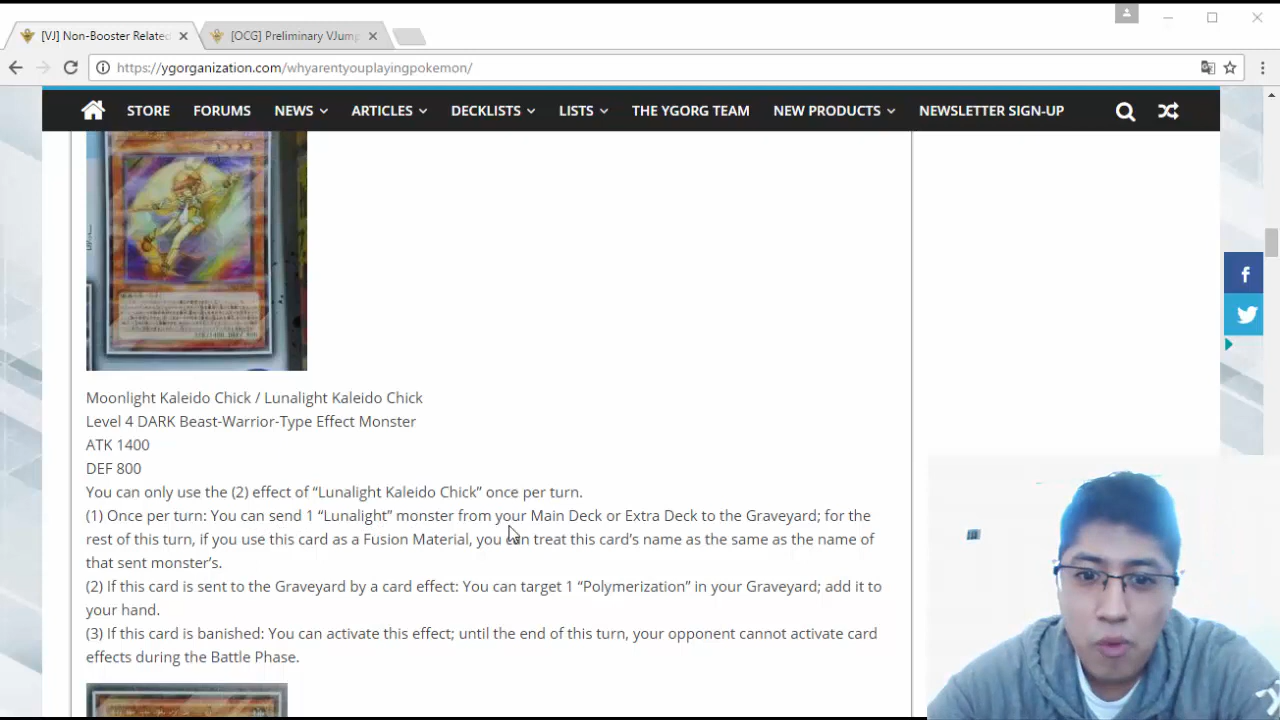 [VJ] Non-Booster Related
[OCG] Preliminary VJump
https://ygorganization.com/whyarentyouplayingpokemon/
STORE FORUMS NEWS ARTICLES DECKLISTS LISTS THE YGORG TEAM NEW PRODUCTS NEWSLETTER SIGN-UP
Moonlight Kaleido Chick / Lunalight Kaleido Chick
Level 4 DARK Beast-Warrior-Type Effect Monster
ATK 1400
DEF 800
You can only use the (2) effect of “Lunalight Kaleido Chick” once per turn.
(1) Once per turn: You can send 1 “Lunalight” monster from your Main Deck or Extra Deck to the Graveyard; for the
rest of this turn, if you use this card as a Fusion Material, you can treat this card’s name as the same as the name of
that sent monster’s.
(2) If this card is sent to the Graveyard by a card effect: You can target 1 “Polymerization” in your Graveyard; add it to
your hand.
(3) If this card is banished: You can activate this effect; until the end of this turn, your opponent cannot activate card
effects during the Battle Phase.